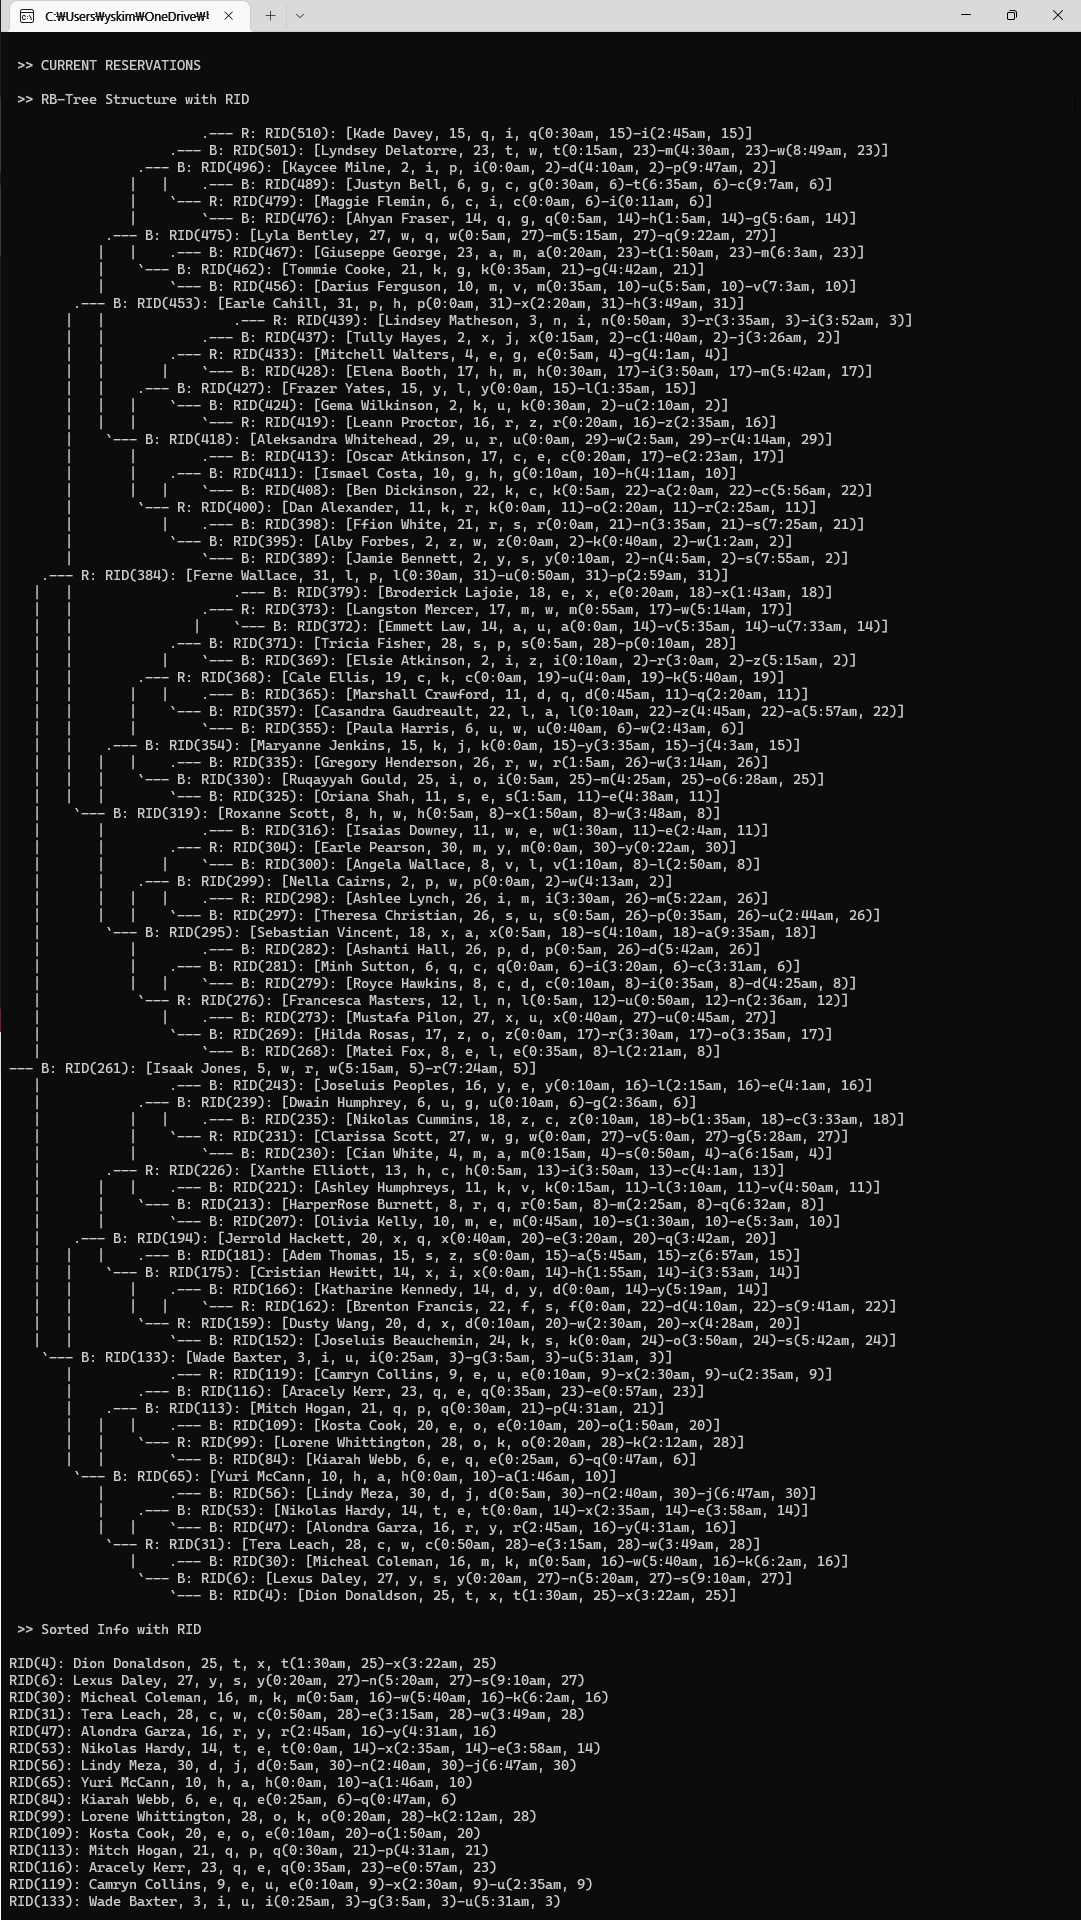 C:₩Users₩yskim₩OneDrive₩
>> CURRENT RESERVATIONS
>> RB-Tree Structure with RID
.--- R: RID(510): [Kade Davey, 15, q, i, q(0:30am, 15)-i(2:45am, 15)]
.--- B: RID(501): [Lyndsey Delatorre, 23, t, w, t(0:15am, 23)-m(4:30am, 23)-w(8:49am, 23)]
.--- B: RID(496): [Kaycee Milne, 2, i, p, i(0:0am, 2)-d(4:10am, 2)-p(9:47am, 2)]
| | .--- B: RID(489): [Justyn Bell, 6, g, c, g(0:30am, 6)-t(6:35am, 6)-c(9:7am, 6)]
| `--- R: RID(479): [Maggie Flemin, 6, c, i, c(0:0am, 6)-i(0:11am, 6)]
| `--- B: RID(476): [Ahyan Fraser, 14, q, g, q(0:5am, 14)-h(1:5am, 14)-g(5:6am, 14)]
.--- B: RID(475): [Lyla Bentley, 27, w, q, w(0:5am, 27)-m(5:15am, 27)-q(9:22am, 27)]
| | .--- B: RID(467): [Giuseppe George, 23, a, m, a(0:20am, 23)-t(1:50am, 23)-m(6:3am, 23)]
| `--- B: RID(462): [Tommie Cooke, 21, k, g, k(0:35am, 21)-g(4:42am, 21)]
| `--- B: RID(456): [Darius Ferguson, 10, m, v, m(0:35am, 10)-u(5:5am, 10)-v(7:3am, 10)]
.--- B: RID(453): [Earle Cahill, 31, p, h, p(0:0am, 31)-x(2:20am, 31)-h(3:49am, 31)]
| | .--- R: RID(439): [Lindsey Matheson, 3, n, i, n(0:50am, 3)-r(3:35am, 3)-i(3:52am, 3)]
| | .--- B: RID(437): [Tully Hayes, 2, x, j, x(0:15am, 2)-c(1:40am, 2)-j(3:26am, 2)]
| | .--- R: RID(433): [Mitchell Walters, 4, e, g, e(0:5am, 4)-g(4:1am, 4)]
| | | `--- B: RID(428): [Elena Booth, 17, h, m, h(0:30am, 17)-i(3:50am, 17)-m(5:42am, 17)]
| | .--- B: RID(427): [Frazer Yates, 15, y, l, y(0:0am, 15)-l(1:35am, 15)]
| | | `--- B: RID(424): [Gema Wilkinson, 2, k, u, k(0:30am, 2)-u(2:10am, 2)]
| | | `--- R: RID(419): [Leann Proctor, 16, r, z, r(0:20am, 16)-z(2:35am, 16)]
| `--- B: RID(418): [Aleksandra Whitehead, 29, u, r, u(0:0am, 29)-w(2:5am, 29)-r(4:14am, 29)]
| | .--- B: RID(413): [Oscar Atkinson, 17, c, e, c(0:20am, 17)-e(2:23am, 17)]
| | .--- B: RID(411): [Ismael Costa, 10, g, h, g(0:10am, 10)-h(4:11am, 10)]
| | | `--- B: RID(408): [Ben Dickinson, 22, k, c, k(0:5am, 22)-a(2:0am, 22)-c(5:56am, 22)]
| `--- R: RID(400): [Dan Alexander, 11, k, r, k(0:0am, 11)-o(2:20am, 11)-r(2:25am, 11)]
| | .--- B: RID(398): [Ffion White, 21, r, s, r(0:0am, 21)-n(3:35am, 21)-s(7:25am, 21)]
| `--- B: RID(395): [Alby Forbes, 2, z, w, z(0:0am, 2)-k(0:40am, 2)-w(1:2am, 2)]
| `--- B: RID(389): [Jamie Bennett, 2, y, s, y(0:10am, 2)-n(4:5am, 2)-s(7:55am, 2)]
.--- R: RID(384): [Ferne Wallace, 31, l, p, l(0:30am, 31)-u(0:50am, 31)-p(2:59am, 31)]
| | .--- B: RID(379): [Broderick Lajoie, 18, e, x, e(0:20am, 18)-x(1:43am, 18)]
| | .--- R: RID(373): [Langston Mercer, 17, m, w, m(0:55am, 17)-w(5:14am, 17)]
| | | `--- B: RID(372): [Emmett Law, 14, a, u, a(0:0am, 14)-v(5:35am, 14)-u(7:33am, 14)]
| | .--- B: RID(371): [Tricia Fisher, 28, s, p, s(0:5am, 28)-p(0:10am, 28)]
| | | `--- B: RID(369): [Elsie Atkinson, 2, i, z, i(0:10am, 2)-r(3:0am, 2)-z(5:15am, 2)]
| | .--- R: RID(368): [Cale Ellis, 19, c, k, c(0:0am, 19)-u(4:0am, 19)-k(5:40am, 19)]
| | | | .--- B: RID(365): [Marshall Crawford, 11, d, q, d(0:45am, 11)-q(2:20am, 11)]
| | | `--- B: RID(357): [Casandra Gaudreault, 22, l, a, l(0:10am, 22)-z(4:45am, 22)-a(5:57am, 22)]
| | | `--- B: RID(355): [Paula Harris, 6, u, w, u(0:40am, 6)-w(2:43am, 6)]
| | .--- B: RID(354): [Maryanne Jenkins, 15, k, j, k(0:0am, 15)-y(3:35am, 15)-j(4:3am, 15)]
| | | | .--- B: RID(335): [Gregory Henderson, 26, r, w, r(1:5am, 26)-w(3:14am, 26)]
| | | `--- B: RID(330): [Ruqayyah Gould, 25, i, o, i(0:5am, 25)-m(4:25am, 25)-o(6:28am, 25)]
| | | `--- B: RID(325): [Oriana Shah, 11, s, e, s(1:5am, 11)-e(4:38am, 11)]
| `--- B: RID(319): [Roxanne Scott, 8, h, w, h(0:5am, 8)-x(1:50am, 8)-w(3:48am, 8)]
| | .--- B: RID(316): [Isaias Downey, 11, w, e, w(1:30am, 11)-e(2:4am, 11)]
| | .--- R: RID(304): [Earle Pearson, 30, m, y, m(0:0am, 30)-y(0:22am, 30)]
| | | `--- B: RID(300): [Angela Wallace, 8, v, l, v(1:10am, 8)-l(2:50am, 8)]
| | .--- B: RID(299): [Nella Cairns, 2, p, w, p(0:0am, 2)-w(4:13am, 2)]
| | | | .--- R: RID(298): [Ashlee Lynch, 26, i, m, i(3:30am, 26)-m(5:22am, 26)]
| | | `--- B: RID(297): [Theresa Christian, 26, s, u, s(0:5am, 26)-p(0:35am, 26)-u(2:44am, 26)]
| `--- B: RID(295): [Sebastian Vincent, 18, x, a, x(0:5am, 18)-s(4:10am, 18)-a(9:35am, 18)]
| | .--- B: RID(282): [Ashanti Hall, 26, p, d, p(0:5am, 26)-d(5:42am, 26)]
| | .--- B: RID(281): [Minh Sutton, 6, q, c, q(0:0am, 6)-i(3:20am, 6)-c(3:31am, 6)]
| | | `--- B: RID(279): [Royce Hawkins, 8, c, d, c(0:10am, 8)-i(0:35am, 8)-d(4:25am, 8)]
| `--- R: RID(276): [Francesca Masters, 12, l, n, l(0:5am, 12)-u(0:50am, 12)-n(2:36am, 12)]
| | .--- B: RID(273): [Mustafa Pilon, 27, x, u, x(0:40am, 27)-u(0:45am, 27)]
| `--- B: RID(269): [Hilda Rosas, 17, z, o, z(0:0am, 17)-r(3:30am, 17)-o(3:35am, 17)]
| `--- B: RID(268): [Matei Fox, 8, e, l, e(0:35am, 8)-l(2:21am, 8)]
--- B: RID(261): [Isaak Jones, 5, w, r, w(5:15am, 5)-r(7:24am, 5)]
| .--- B: RID(243): [Joseluis Peoples, 16, y, e, y(0:10am, 16)-l(2:15am, 16)-e(4:1am, 16)]
| .--- B: RID(239): [Dwain Humphrey, 6, u, g, u(0:10am, 6)-g(2:36am, 6)]
| | | .--- B: RID(235): [Nikolas Cummins, 18, z, c, z(0:10am, 18)-b(1:35am, 18)-c(3:33am, 18)]
| | `--- R: RID(231): [Clarissa Scott, 27, w, g, w(0:0am, 27)-v(5:0am, 27)-g(5:28am, 27)]
| | `--- B: RID(230): [Cian White, 4, m, a, m(0:15am, 4)-s(0:50am, 4)-a(6:15am, 4)]
| .--- R: RID(226): [Xanthe Elliott, 13, h, c, h(0:5am, 13)-i(3:50am, 13)-c(4:1am, 13)]
| | | .--- B: RID(221): [Ashley Humphreys, 11, k, v, k(0:15am, 11)-l(3:10am, 11)-v(4:50am, 11)]
| | `--- B: RID(213): [HarperRose Burnett, 8, r, q, r(0:5am, 8)-m(2:25am, 8)-q(6:32am, 8)]
| | `--- B: RID(207): [Olivia Kelly, 10, m, e, m(0:45am, 10)-s(1:30am, 10)-e(5:3am, 10)]
| .--- B: RID(194): [Jerrold Hackett, 20, x, q, x(0:40am, 20)-e(3:20am, 20)-q(3:42am, 20)]
| | | .--- B: RID(181): [Adem Thomas, 15, s, z, s(0:0am, 15)-a(5:45am, 15)-z(6:57am, 15)]
| | `--- B: RID(175): [Cristian Hewitt, 14, x, i, x(0:0am, 14)-h(1:55am, 14)-i(3:53am, 14)]
| | | .--- B: RID(166): [Katharine Kennedy, 14, d, y, d(0:0am, 14)-y(5:19am, 14)]
| | | | `--- R: RID(162): [Brenton Francis, 22, f, s, f(0:0am, 22)-d(4:10am, 22)-s(9:41am, 22)]
| | `--- R: RID(159): [Dusty Wang, 20, d, x, d(0:10am, 20)-w(2:30am, 20)-x(4:28am, 20)]
| | `--- B: RID(152): [Joseluis Beauchemin, 24, k, s, k(0:0am, 24)-o(3:50am, 24)-s(5:42am, 24)]
`--- B: RID(133): [Wade Baxter, 3, i, u, i(0:25am, 3)-g(3:5am, 3)-u(5:31am, 3)]
| .--- R: RID(119): [Camryn Collins, 9, e, u, e(0:10am, 9)-x(2:30am, 9)-u(2:35am, 9)]
| .--- B: RID(116): [Aracely Kerr, 23, q, e, q(0:35am, 23)-e(0:57am, 23)]
| .--- B: RID(113): [Mitch Hogan, 21, q, p, q(0:30am, 21)-p(4:31am, 21)]
| | | .--- B: RID(109): [Kosta Cook, 20, e, o, e(0:10am, 20)-o(1:50am, 20)]
| | `--- R: RID(99): [Lorene Whittington, 28, o, k, o(0:20am, 28)-k(2:12am, 28)]
| | `--- B: RID(84): [Kiarah Webb, 6, e, q, e(0:25am, 6)-q(0:47am, 6)]
`--- B: RID(65): [Yuri McCann, 10, h, a, h(0:0am, 10)-a(1:46am, 10)]
| .--- B: RID(56): [Lindy Meza, 30, d, j, d(0:5am, 30)-n(2:40am, 30)-j(6:47am, 30)]
| .--- B: RID(53): [Nikolas Hardy, 14, t, e, t(0:0am, 14)-x(2:35am, 14)-e(3:58am, 14)]
| | `--- B: RID(47): [Alondra Garza, 16, r, y, r(2:45am, 16)-y(4:31am, 16)]
`--- R: RID(31): [Tera Leach, 28, c, w, c(0:50am, 28)-e(3:15am, 28)-w(3:49am, 28)]
| .--- B: RID(30): [Micheal Coleman, 16, m, k, m(0:5am, 16)-w(5:40am, 16)-k(6:2am, 16)]
`--- B: RID(6): [Lexus Daley, 27, y, s, y(0:20am, 27)-n(5:20am, 27)-s(9:10am, 27)]
`--- B: RID(4): [Dion Donaldson, 25, t, x, t(1:30am, 25)-x(3:22am, 25)]
>> Sorted Info with RID
RID(4): Dion Donaldson, 25, t, x, t(1:30am, 25)-x(3:22am, 25)
RID(6): Lexus Daley, 27, y, s, y(0:20am, 27)-n(5:20am, 27)-s(9:10am, 27)
RID(30): Micheal Coleman, 16, m, k, m(0:5am, 16)-w(5:40am, 16)-k(6:2am, 16)
RID(31): Tera Leach, 28, c, w, c(0:50am, 28)-e(3:15am, 28)-w(3:49am, 28)
RID(47): Alondra Garza, 16, r, y, r(2:45am, 16)-y(4:31am, 16)
RID(53): Nikolas Hardy, 14, t, e, t(0:0am, 14)-x(2:35am, 14)-e(3:58am, 14)
RID(56): Lindy Meza, 30, d, j, d(0:5am, 30)-n(2:40am, 30)-j(6:47am, 30)
RID(65): Yuri McCann, 10, h, a, h(0:0am, 10)-a(1:46am, 10)
RID(84): Kiarah Webb, 6, e, q, e(0:25am, 6)-q(0:47am, 6)
RID(99): Lorene Whittington, 28, o, k, o(0:20am, 28)-k(2:12am, 28)
RID(109): Kosta Cook, 20, e, o, e(0:10am, 20)-o(1:50am, 20)
RID(113): Mitch Hogan, 21, q, p, q(0:30am, 21)-p(4:31am, 21)
RID(116): Aracely Kerr, 23, q, e, q(0:35am, 23)-e(0:57am, 23)
RID(119): Camryn Collins, 9, e, u, e(0:10am, 9)-x(2:30am, 9)-u(2:35am, 9)
RID(133): Wade Baxter, 3, i, u, i(0:25am, 3)-g(3:5am, 3)-u(5:31am, 3)